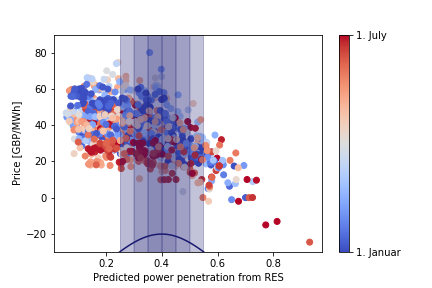 80
60
40
20
0
−20
Price [GBP/MWh]
0.2
0.4
0.6
0.8
Predicted power penetration from RES
1. July
1. Januar